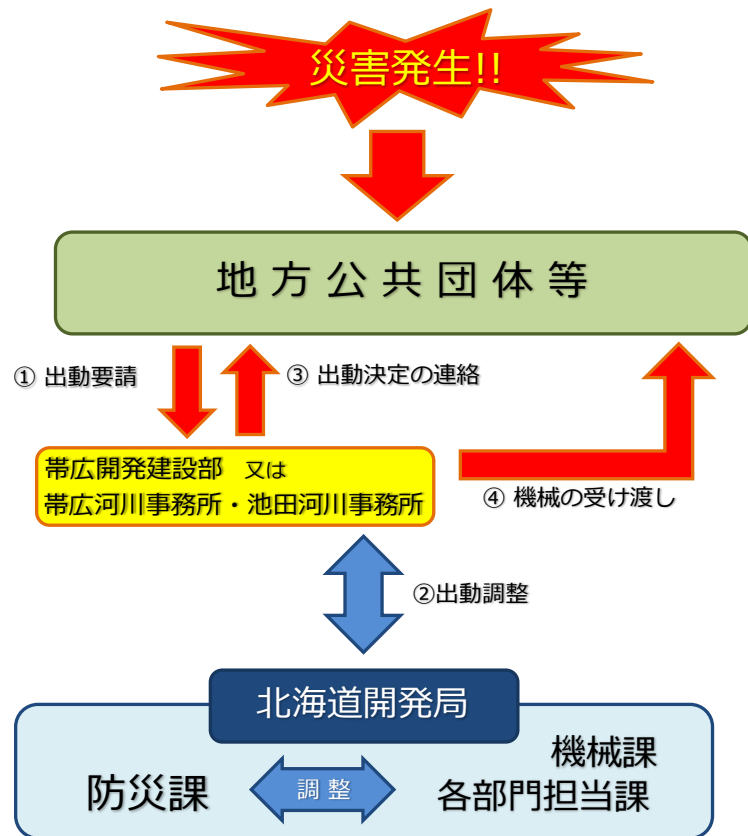 災害発生!!
地方公共団体等
① 出動要請
③ 出動決定の連絡
帯広開発建設部 又は
帯広河川事務所・池田河川事務所
④ 機械の受け渡し
②出動調整
北海道開発局
防災課
調整
機械課
各部門担当課